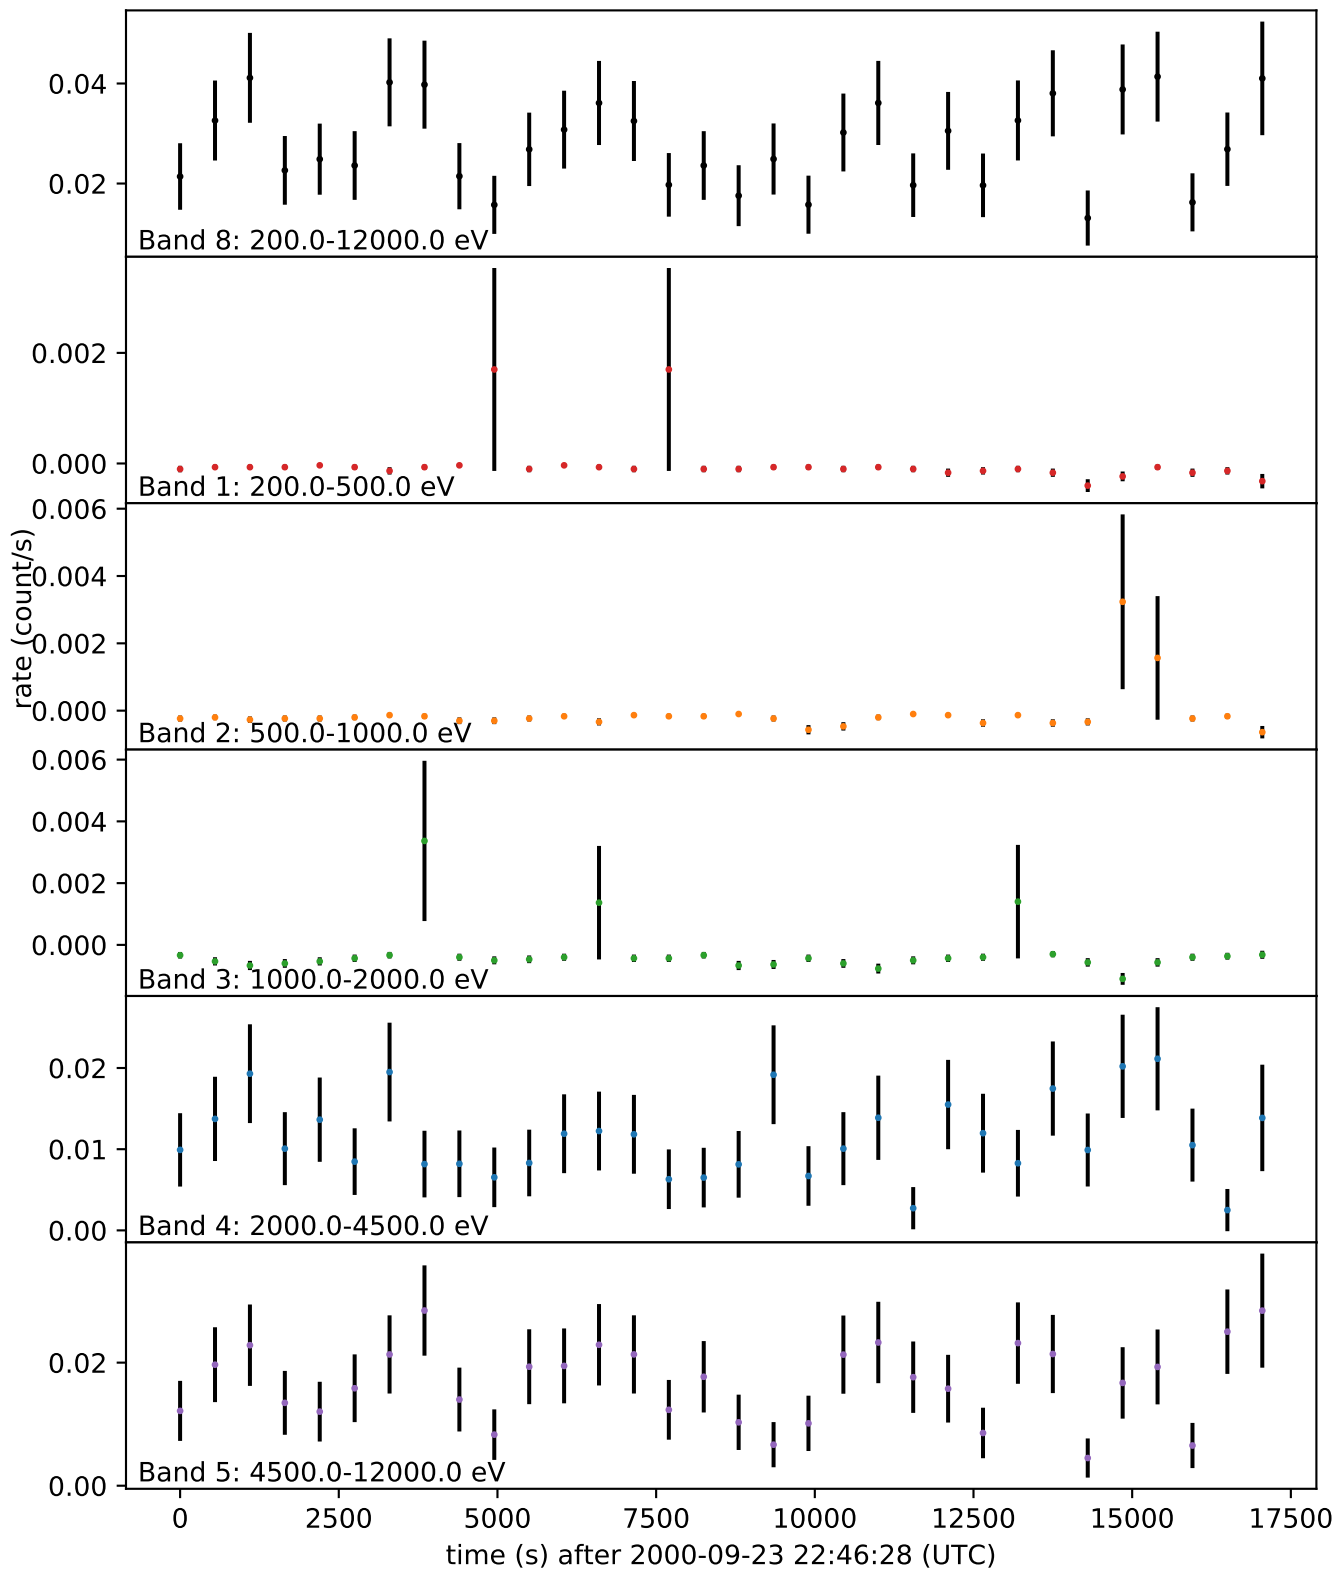 0.04
0.02
Band 8: 200.0-12000.0 eV
0.002
0.000
Band 1: 200.0-500.0 eV
0.006
0.004
0.002
0.000
Band 2: 500.0-1000.0 eV
rate (count/s)
0.006
0.004
0.002
0.000
Band 3: 1000.0-2000.0 eV
0.02
0.01
0.00
Band 4: 2000.0-4500.0 eV
0.02
0.00
Band 5: 4500.0-12000.0 eV
0 2500 5000 7500 10000 12500 15000 17500
time (s) after 2000-09-23 22:46:28 (UTC)